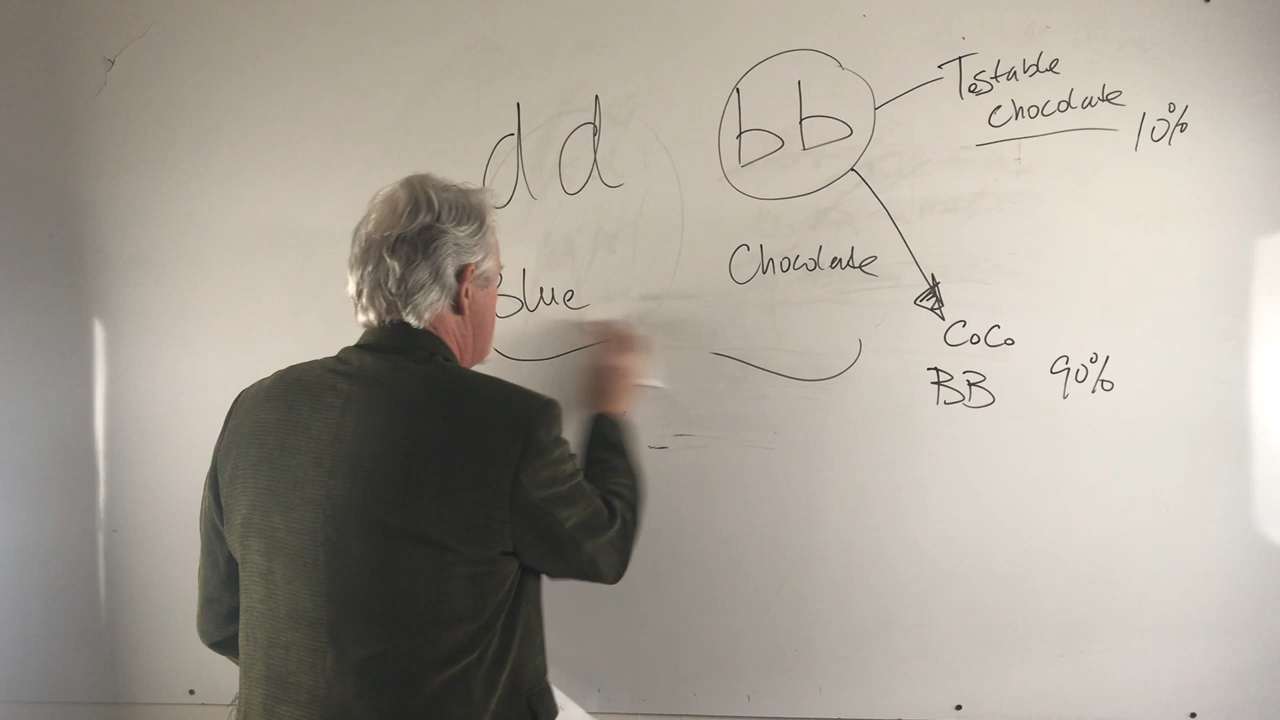 dd
bb
Testable
Chocolate
10%
Blue
Chocolate
CoCo
BB
90%